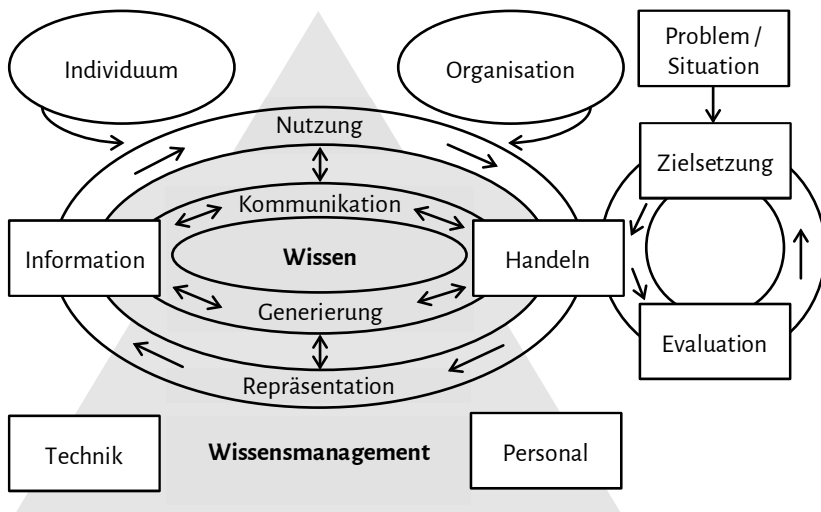 Individuum
Organisation
Problem /
Situation
Nutzung
Zielsetzung
Kommunikation
Information
Wissen
Handeln
Generierung
Evaluation
Repräsentation
Technik
Wissensmanagement
Personal